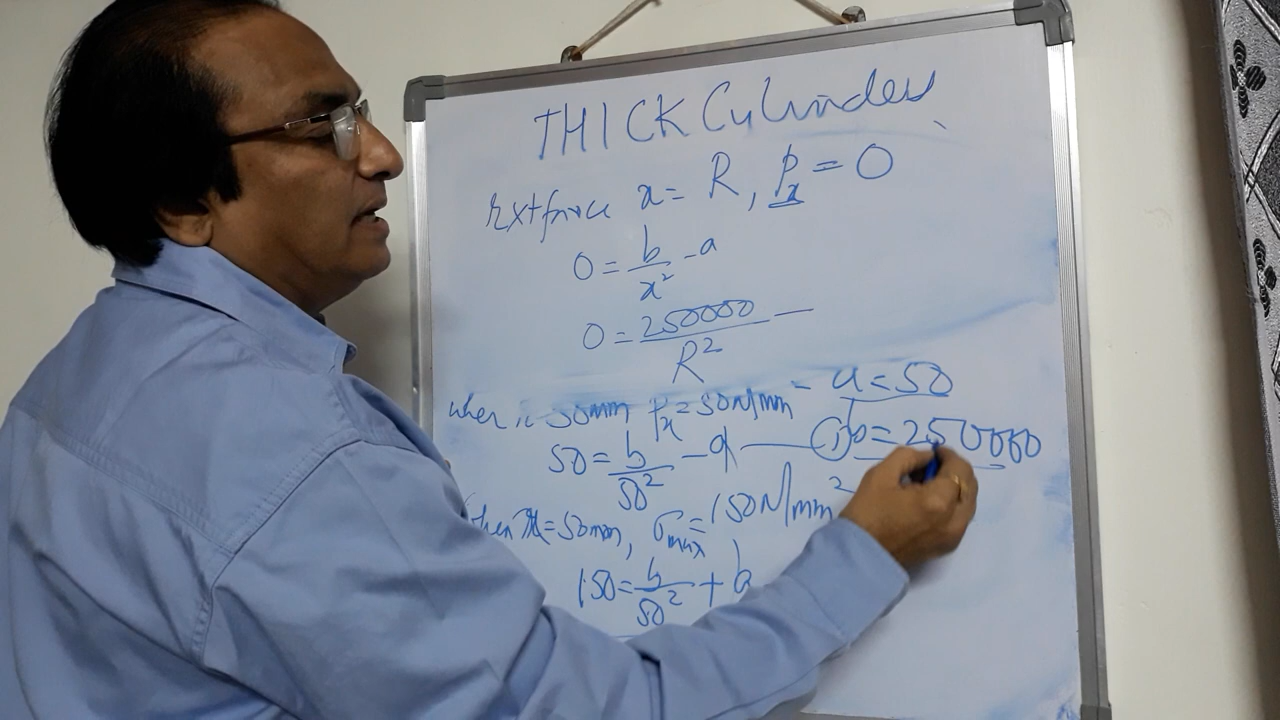 THICK Cylinders
x = R, px = 0
0 = b/x² - a
0 = 250000/R² -
when 50mm px = 50N/mm² a = 50
50 = b/50² - a — (1) b = 250000
when x = 50mm, σmax = 150N/mm²
150 = b/50² + b